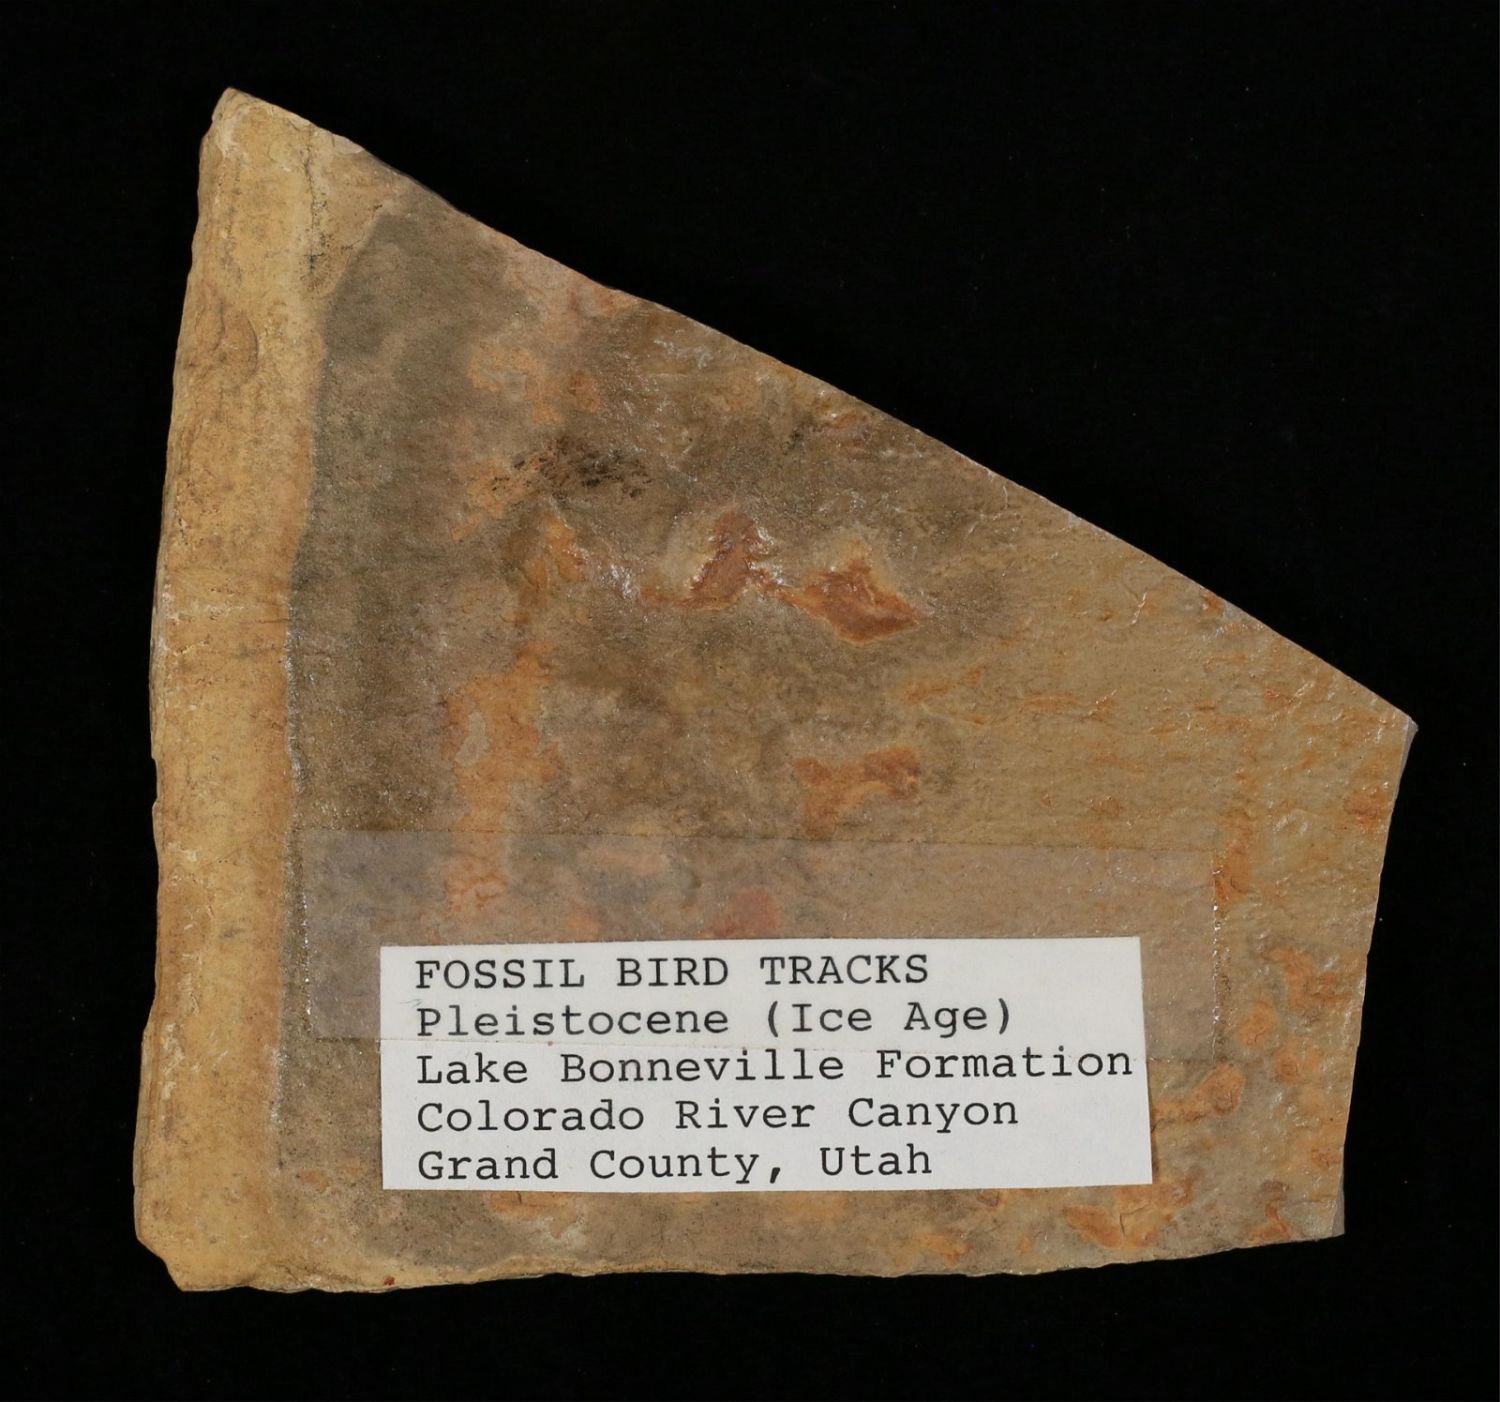 FOSSIL BIRD TRACKS
Pleistocene (Ice Age)
Lake Bonneville Formation
Colorado River Canyon
Grand County, Utah